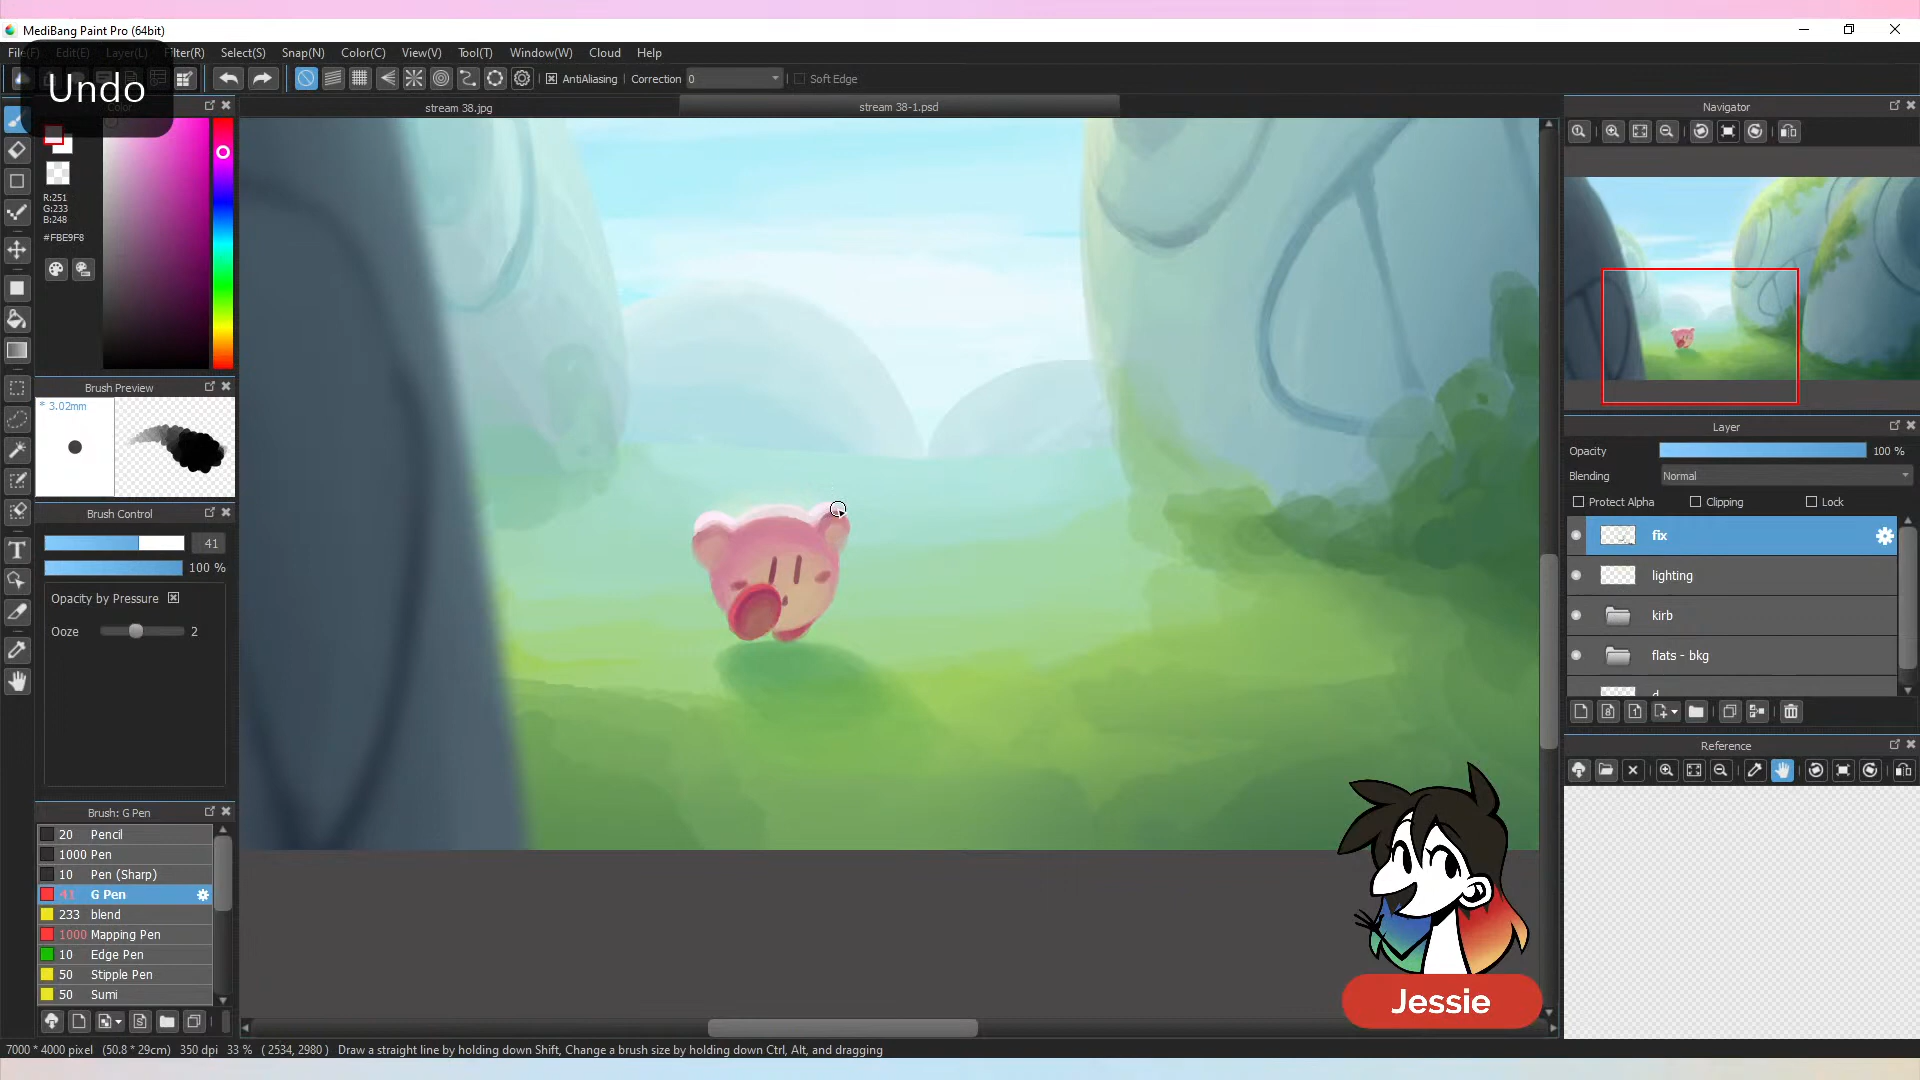 MediBang Paint Pro (64bit)
File(F) Edit(E) Layer(L) Filter(R) Select(S) Snap(N) Color(C) View(V) Tool(T) Window(W) Cloud Help
Undo
AntiAliasing Correction 0 Soft Edge
Color
stream 38.jpg
stream 38-1.psd
Navigator
R:251
G:233
B:248
#FBE9F8
Brush Preview
* 3.02mm
Brush Control
41
100 %
Opacity by Pressure
Ooze 2
Brush: G Pen
20 Pencil
1000 Pen
10 Pen (Sharp)
41 G Pen
233 blend
1000 Mapping Pen
10 Edge Pen
50 Stipple Pen
50 Sumi
Layer
Opacity 100 %
Blending Normal
Protect Alpha Clipping Lock
fix
lighting
kirb
flats - bkg
Reference
Jessie
7000 * 4000 pixel (50.8 * 29cm) 350 dpi 33 % ( 2534, 2980 ) Draw a straight line by holding down Shift, Change a brush size by holding down Ctrl, Alt, and dragging